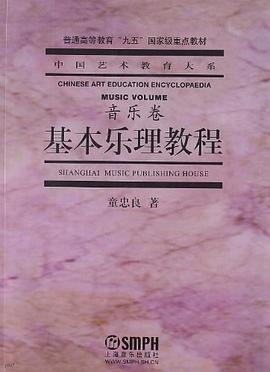 普通高等教育“九五”国家级重点教材
中国艺术教育大系
CHINESE ART EDUCATION ENCYCLOPAEDIA
MUSIC VOLUME
音乐卷
基本乐理教程
SHANGHAI MUSIC PUBLISHING HOUSE
童忠良 著
SMPH
上海音乐出版社
WWW.SMPH.SH.CN